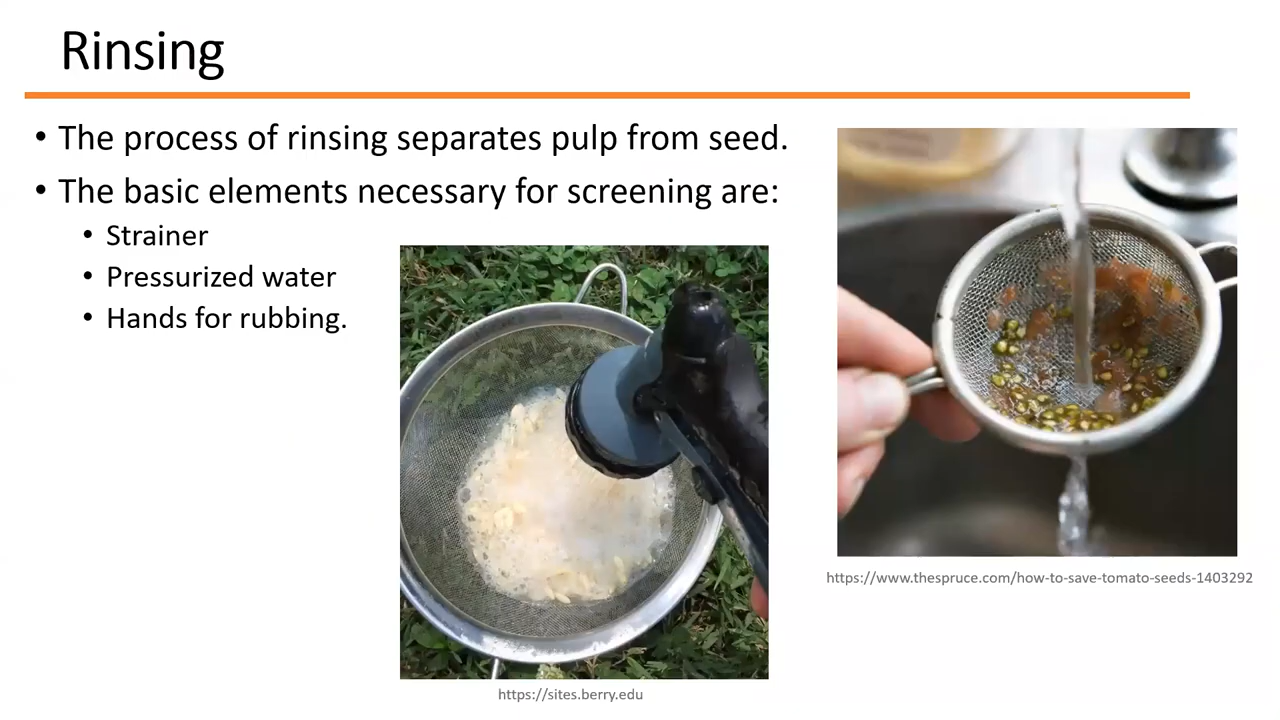 Rinsing
• The process of rinsing separates pulp from seed.
• The basic elements necessary for screening are:
• Strainer
• Pressurized water
• Hands for rubbing.
https://www.thespruce.com/how-to-save-tomato-seeds-1403292
https://sites.berry.edu